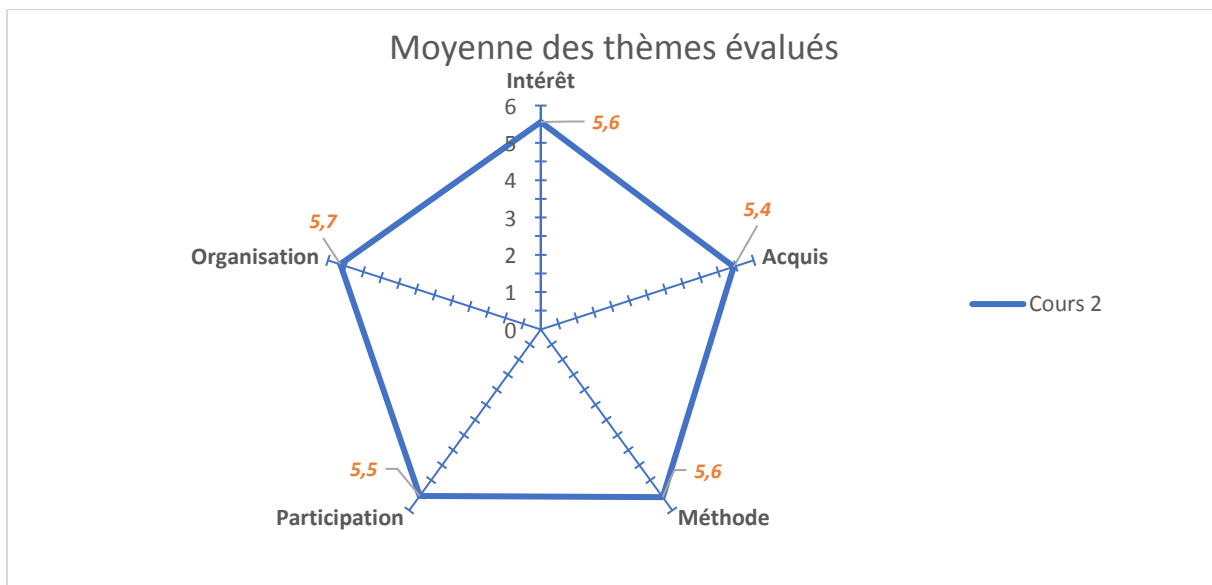 Moyenne des thèmes évalués
Intérêt
6
5,6
5
4
5,7
5,4
3
Organisation
Acquis
2
1
Cours 2
0
5,5
5,6
Participation
Méthode